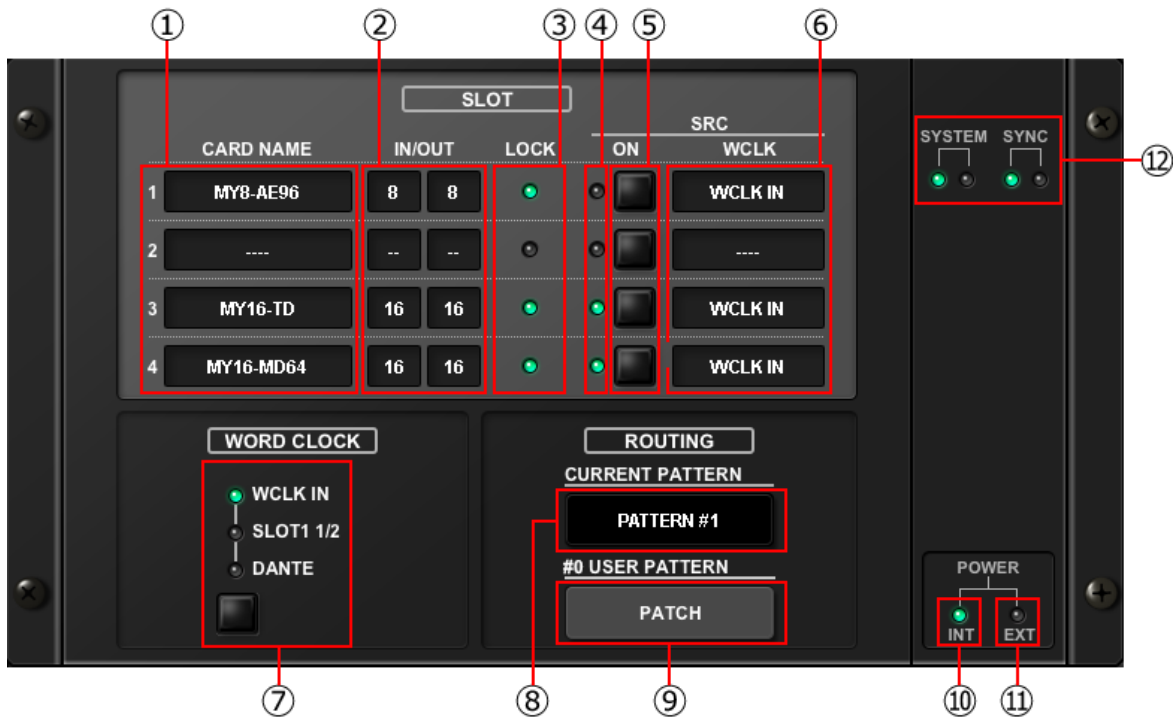 ① ② ③ ④ ⑤ ⑥
SLOT
SRC
CARD NAME IN/OUT LOCK ON WCLK
1 MY8-AE96 8 8 WCLK IN
2 ---- -- -- ----
3 MY16-TD 16 16 WCLK IN
4 MY16-MD64 16 16 WCLK IN
SYSTEM SYNC
⑫
WORD CLOCK
WCLK IN
SLOT1 1/2
DANTE
⑦
ROUTING
CURRENT PATTERN
PATTERN #1
#0 USER PATTERN
PATCH
⑧ ⑨
POWER
INT EXT
⑩ ⑪